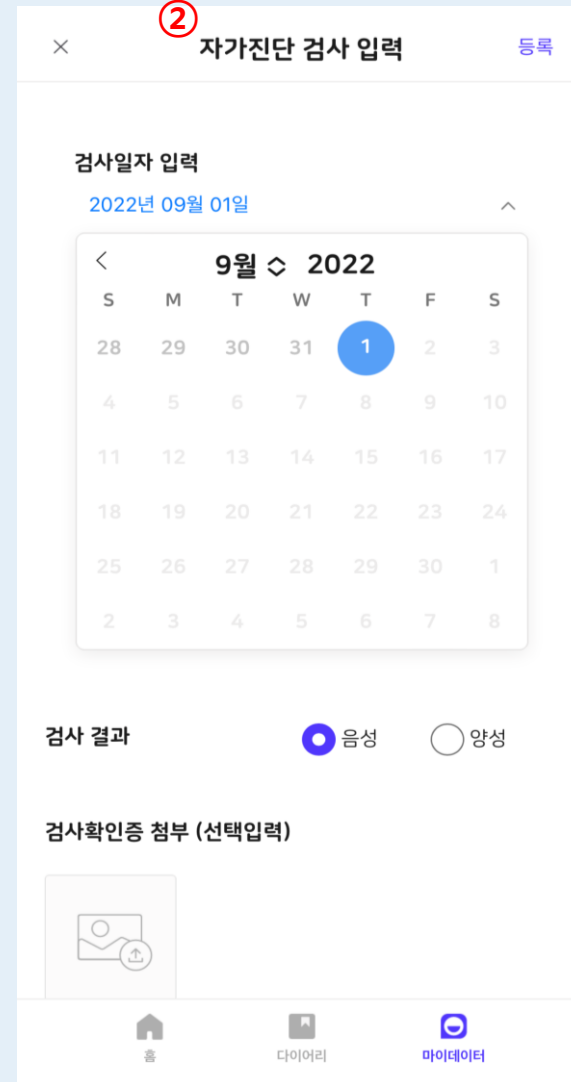 ②
자가진단 검사 입력 등록
검사일자 입력
2022년 09월 01일
9월 2022
S M T W T F S
28 29 30 31 1 2 3
4 5 6 7 8 9 10
11 12 13 14 15 16 17
18 19 20 21 22 23 24
25 26 27 28 29 30 1
2 3 4 5 6 7 8
검사 결과 음성 양성
검사확인증 첨부 (선택입력)
홈 다이어리 마이데이터